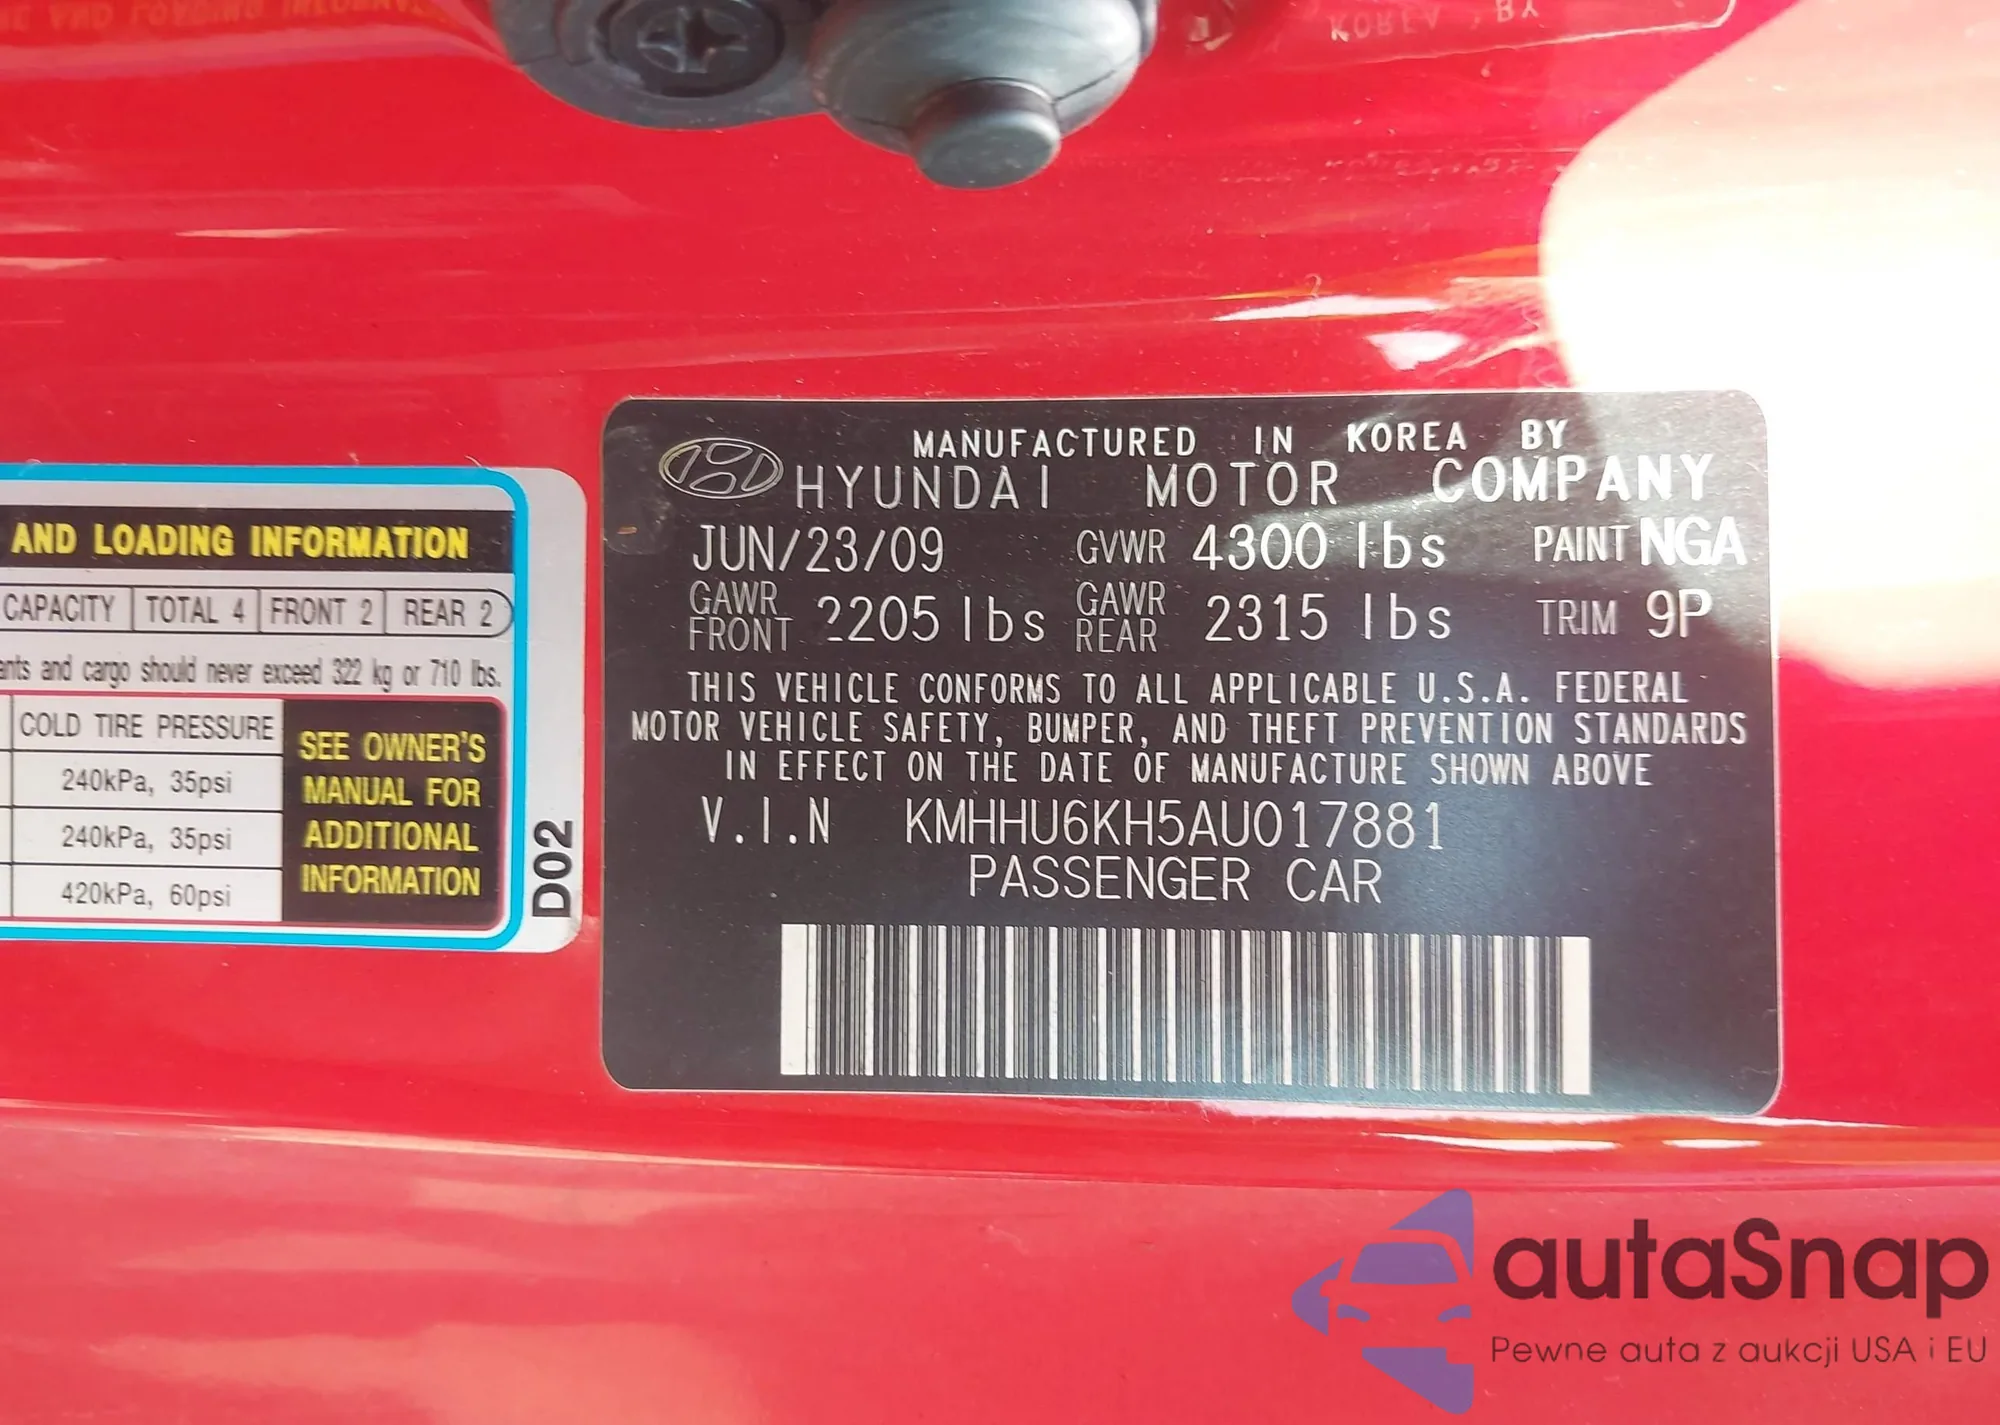 AND LOADING INFORMATION
CAPACITY TOTAL 4 FRONT 2 REAR 2
and cargo should never exceed 322 kg or 710 lbs.
COLD TIRE PRESSURE
240kPa, 35psi
240kPa, 35psi
420kPa, 60psi
SEE OWNER'S
MANUAL FOR
ADDITIONAL
INFORMATION
D02
MANUFACTURED IN KOREA BY
HYUNDAI MOTOR COMPANY
JUN/23/09 GVWR 4300 lbs PAINT NGA
GAWR FRONT 2205 lbs GAWR REAR 2315 lbs TRIM 9P
THIS VEHICLE CONFORMS TO ALL APPLICABLE U.S.A. FEDERAL
MOTOR VEHICLE SAFETY, BUMPER, AND THEFT PREVENTION STANDARDS
IN EFFECT ON THE DATE OF MANUFACTURE SHOWN ABOVE
V.I.N KMHHU6KH5AU017881
PASSENGER CAR
autaSnap
Pewne auta z aukcji USA i EU